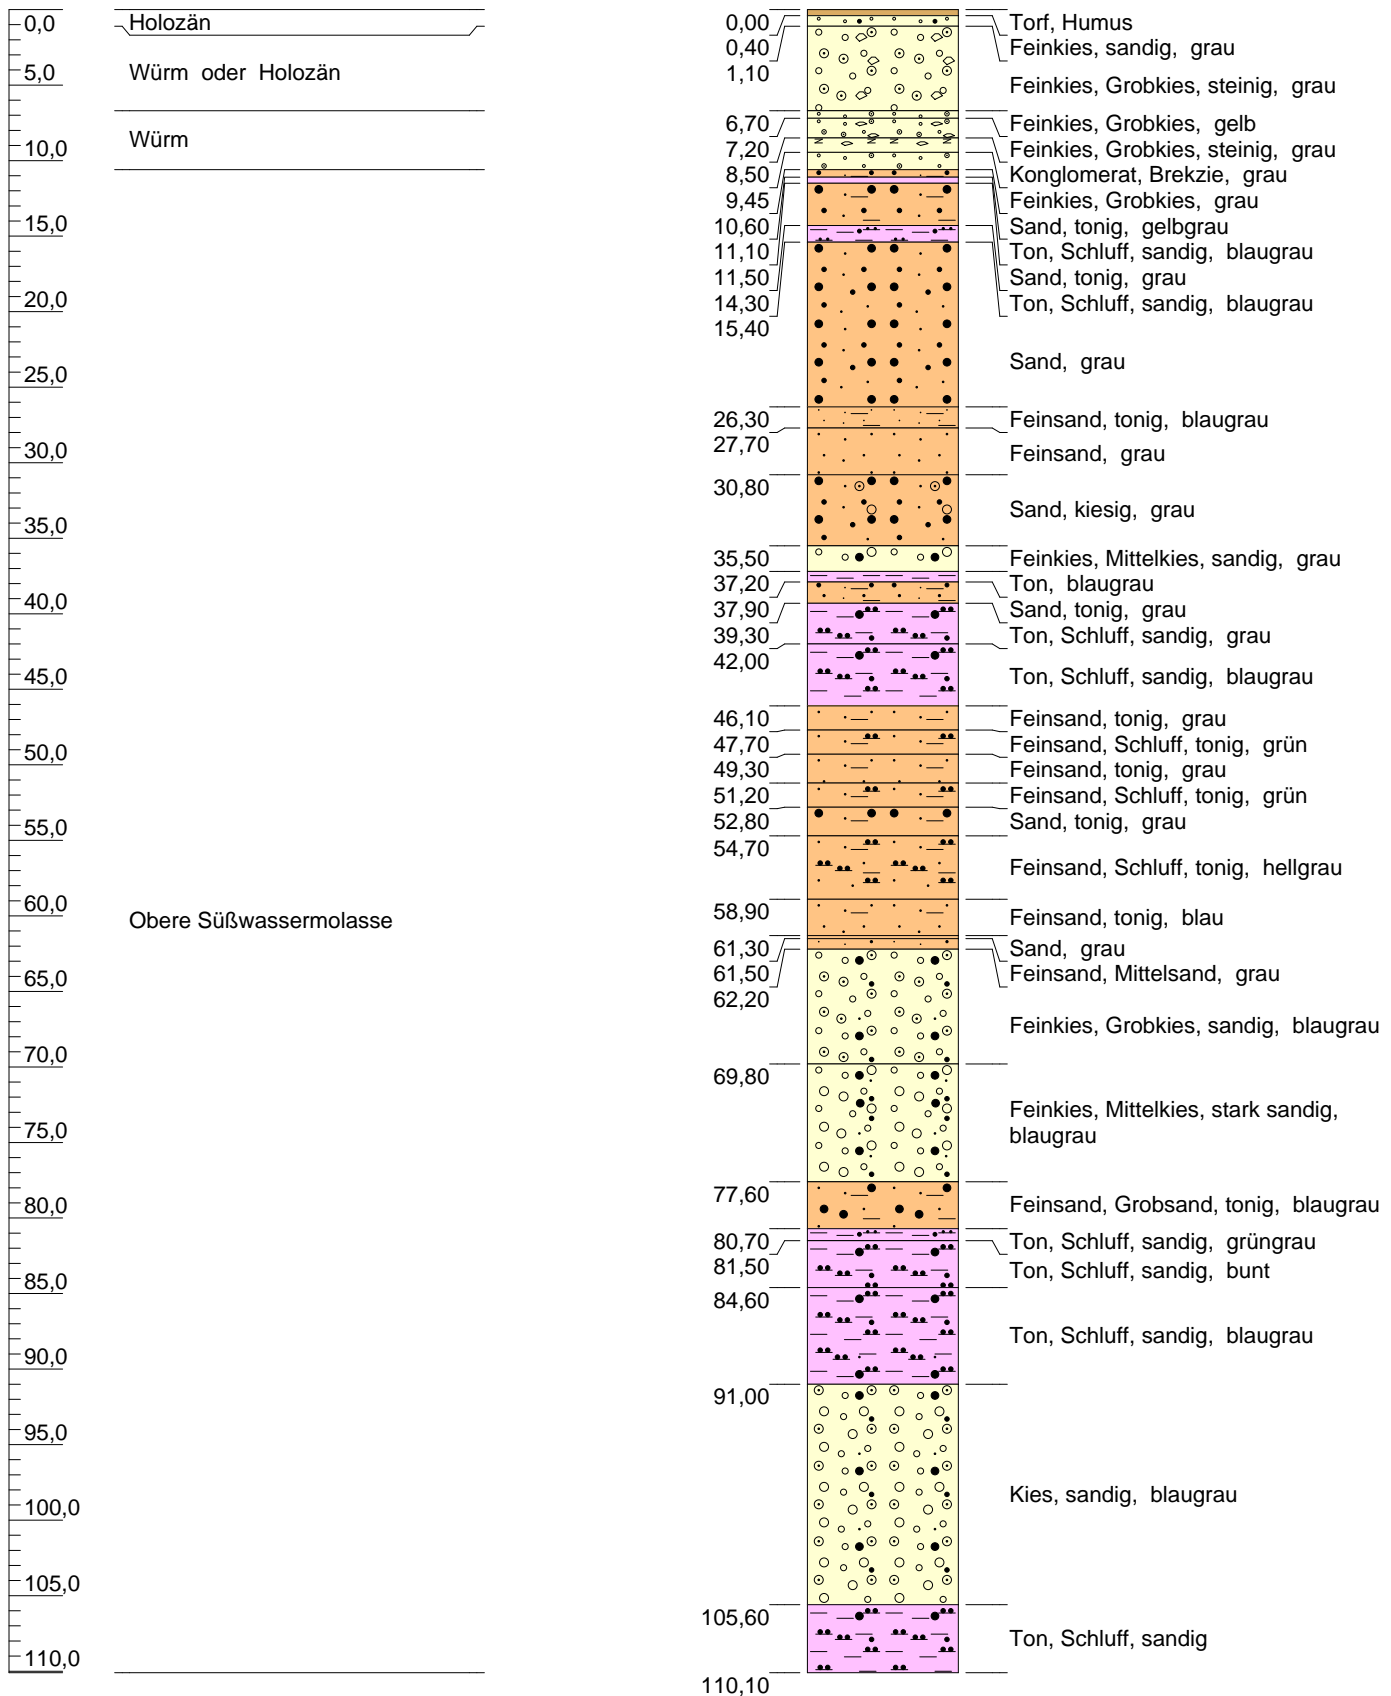 0,0
5,0
10,0
15,0
20,0
25,0
30,0
35,0
40,0
45,0
50,0
55,0
60,0
65,0
70,0
75,0
80,0
85,0
90,0
95,0
100,0
105,0
110,0
Holozän
Würm oder Holozän
Würm
Obere Süßwassermolasse
0,00
0,40
1,10
6,70
7,20
8,50
9,45
10,60
11,10
11,50
14,30
15,40
26,30
27,70
30,80
35,50
37,20
37,90
39,30
42,00
46,10
47,70
49,30
51,20
52,80
54,70
58,90
61,30
61,50
62,20
69,80
77,60
80,70
81,50
84,60
91,00
105,60
110,10
Torf, Humus
Feinkies, sandig, grau
Feinkies, Grobkies, steinig, grau
Feinkies, Grobkies, gelb
Feinkies, Grobkies, steinig, grau
Konglomerat, Brekzie, grau
Feinkies, Grobkies, grau
Sand, tonig, gelbgrau
Ton, Schluff, sandig, blaugrau
Sand, tonig, grau
Ton, Schluff, sandig, blaugrau
Sand, grau
Feinsand, tonig, blaugrau
Feinsand, grau
Sand, kiesig, grau
Feinkies, Mittelkies, sandig, grau
Ton, blaugrau
Sand, tonig, grau
Ton, Schluff, sandig, grau
Ton, Schluff, sandig, blaugrau
Feinsand, tonig, grau
Feinsand, Schluff, tonig, grün
Feinsand, tonig, grau
Feinsand, Schluff, tonig, grün
Sand, tonig, grau
Feinsand, Schluff, tonig, hellgrau
Feinsand, tonig, blau
Sand, grau
Feinsand, Mittelsand, grau
Feinkies, Grobkies, sandig, blaugrau
Feinkies, Mittelkies, stark sandig,
blaugrau
Feinsand, Grobsand, tonig, blaugrau
Ton, Schluff, sandig, grüngrau
Ton, Schluff, sandig, bunt
Ton, Schluff, sandig, blaugrau
Kies, sandig, blaugrau
Ton, Schluff, sandig